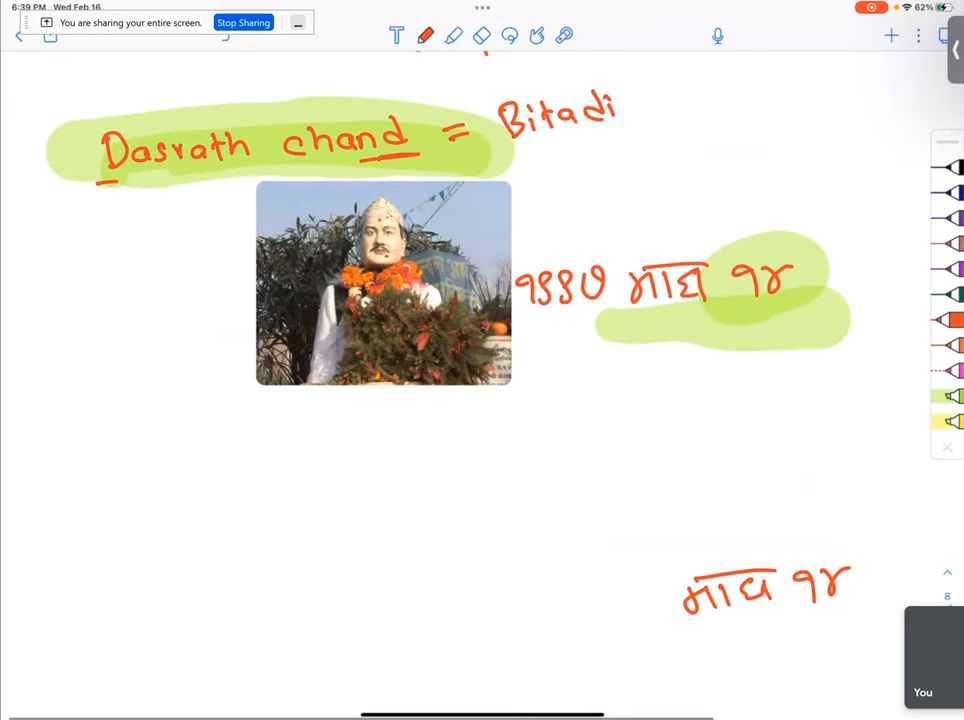 6:39 PM Wed Feb 16
62%
You are sharing your entire screen. Stop Sharing
Dasrath chand = Bitadi
१९९७ माघ १४
माघ १४
8
You